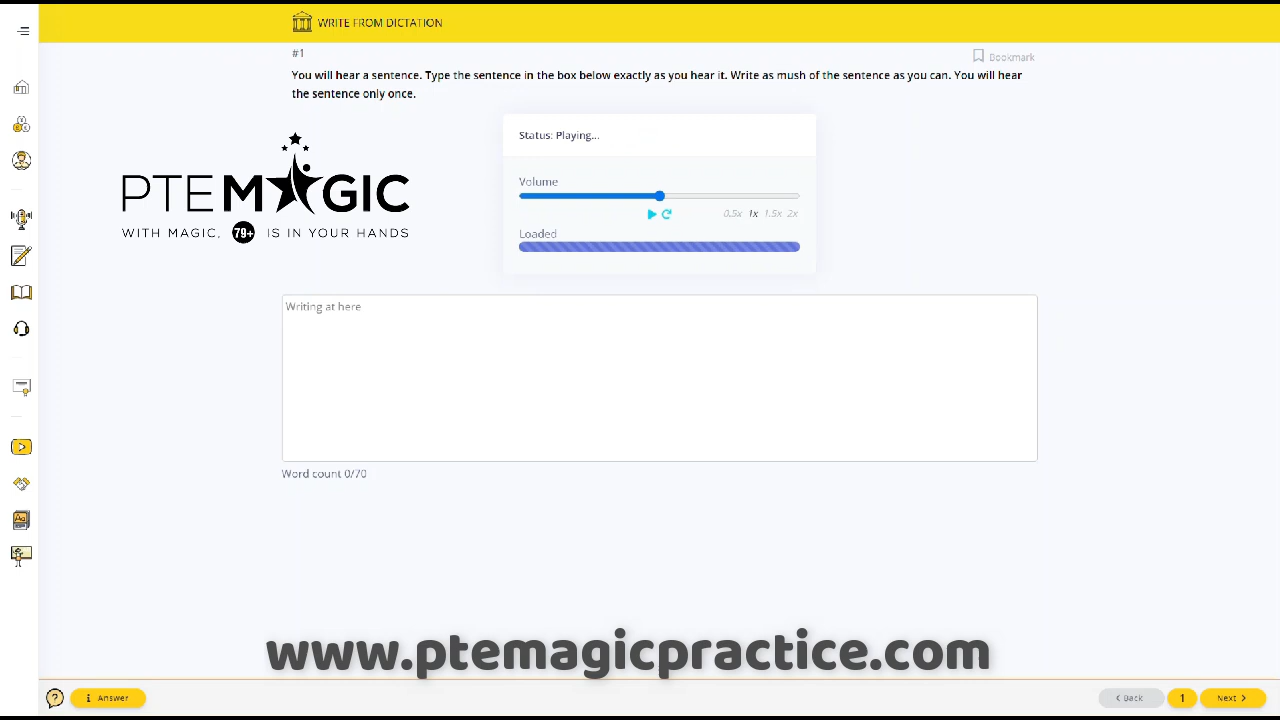 WRITE FROM DICTATION
#1
Bookmark
You will hear a sentence. Type the sentence in the box below exactly as you hear it. Write as mush of the sentence as you can. You will hear
the sentence only once.
Status: Playing...
PTEMAGIC
WITH MAGIC, 79+ IS IN YOUR HANDS
Volume
0.5x 1x 1.5x 2x
Loaded
Writing at here
Word count 0/70
www.ptemagicpractice.com
? i Answer
Back 1 Next